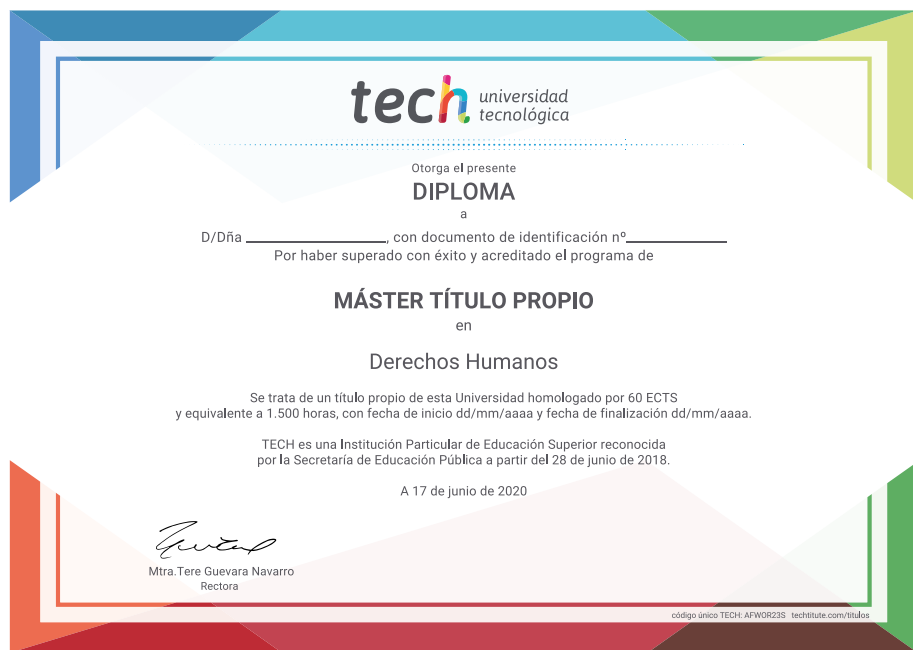 tech universidad
tecnológica
Otorga el presente
DIPLOMA
a
D/Dña ____________, con documento de identificación nº____________
Por haber superado con éxito y acreditado el programa de
MÁSTER TÍTULO PROPIO
en
Derechos Humanos
Se trata de un título propio de esta Universidad homologado por 60 ECTS
y equivalente a 1.500 horas, con fecha de inicio dd/mm/aaaa y fecha de finalización dd/mm/aaaa.
TECH es una Institución Particular de Educación Superior reconocida
por la Secretaría de Educación Pública a partir del 28 de junio de 2018.
A 17 de junio de 2020
Mtra.Tere Guevara Navarro
Rectora
código único TECH: AFWOR23S techtitute.com/titulos